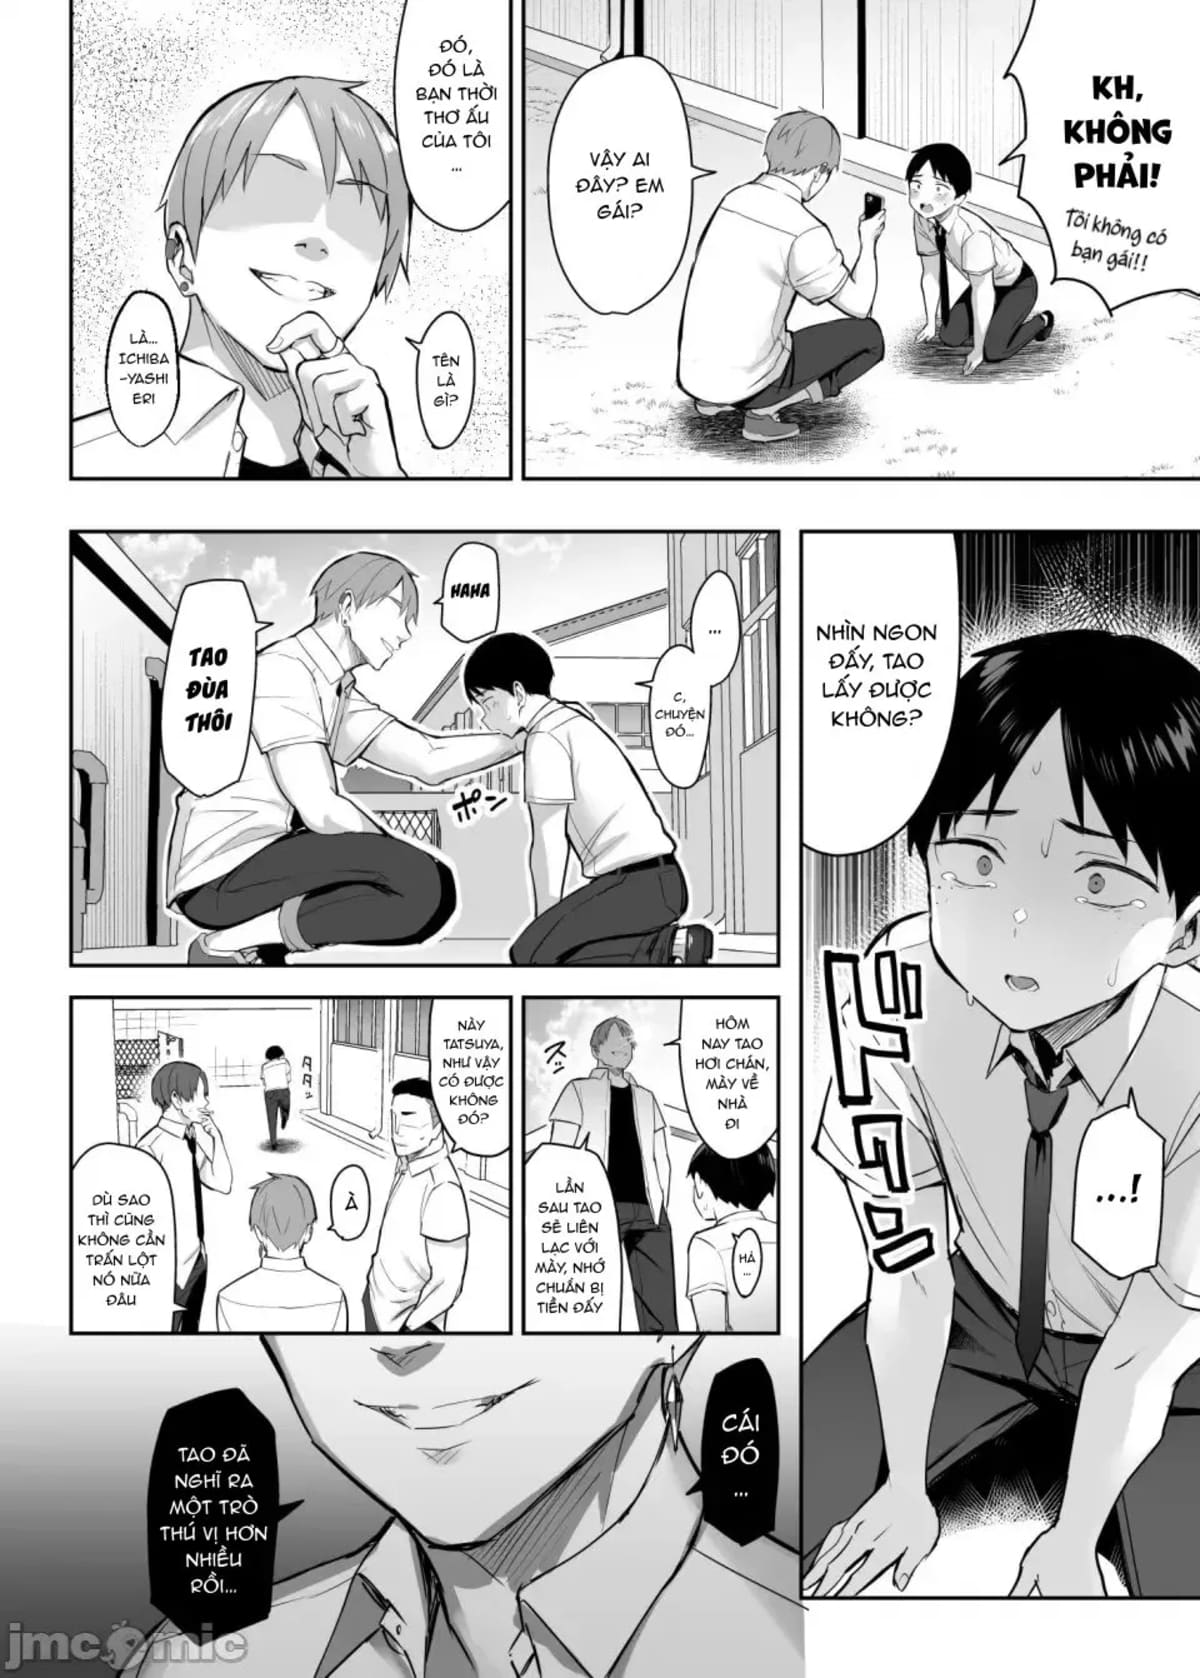 KH,
KHÔNG
PHẢI!
Tôi không có
bạn gái!!
VẬY AI
ĐÂY? EM
GÁI?
ĐÓ,
ĐÓ LÀ
BẠN THỜI
THƠ ẤU
CỦA TÔI
...
TÊN
LÀ
GÌ?
LÀ...
ICHIBA
-YASHI
ERI
NHÌN NGON
ĐẤY, TAO
LẤY ĐƯỢC
KHÔNG?
...!
...
C,
CHUYỆN
ĐÓ...
HAHA
TAO
ĐÙA
THÔI
ポン
HÔM
NAY TAO
HƠI CHÁN,
MÀY VỀ
NHÀ
ĐI
HẢ
...
LẦN
SAU TAO
SẼ LIÊN
LẠC VỚI
MÀY, NHỚ
CHUẨN BỊ
TIỀN ĐẤY
NÀY
TATSUYA,
NHƯ VẬY
CÓ ĐƯỢC
KHÔNG
ĐÓ?
À
DÙ SAO
THÌ CŨNG
KHÔNG CẦN
TRẤN LỘT
NÓ NỮA
ĐÂU
CÁI
ĐÓ
...
TAO ĐÃ
NGHĨ RA
MỘT TRÒ
THÚ VỊ HƠN
NHIỀU
RỒI...
jmcomic